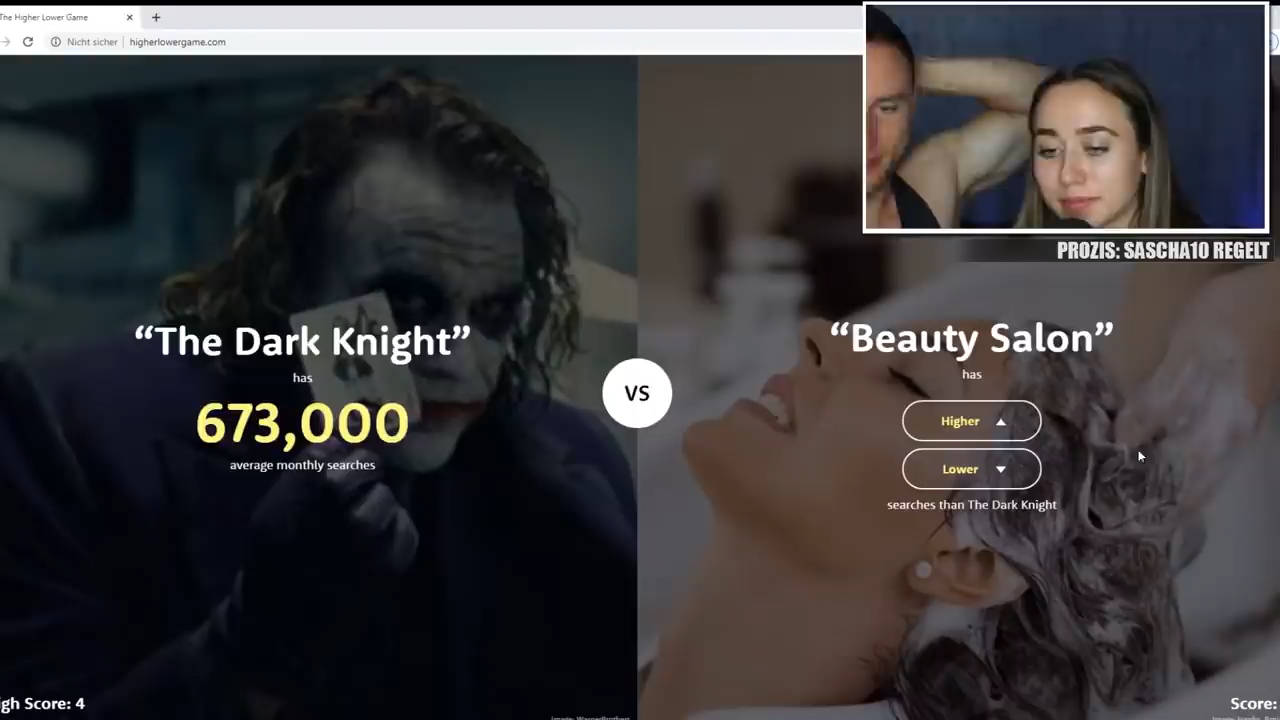 The Higher Lower Game
Nicht sicher | higherlowergame.com
PROZIS: SASCHA10 REGELT
“The Dark Knight”
has
673,000
average monthly searches
VS
“Beauty Salon”
has
Higher
Lower
searches than The Dark Knight
gh Score: 4
Score: